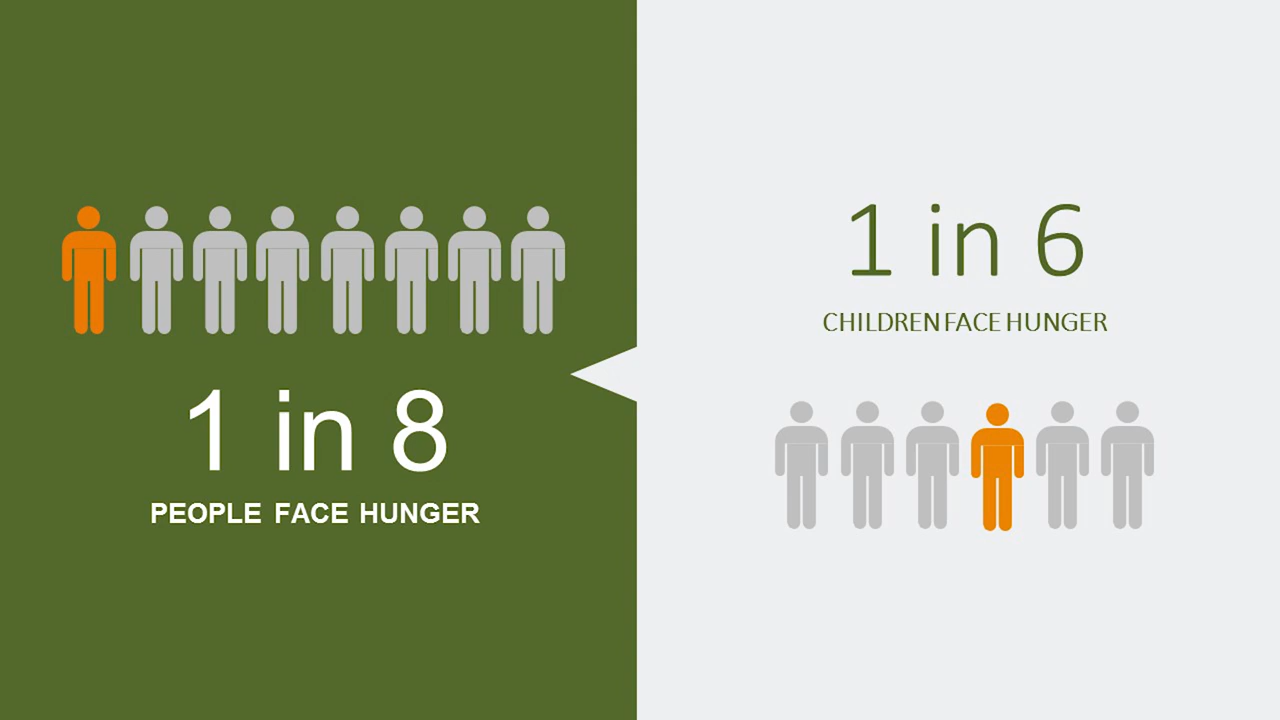 1 in 8
PEOPLE FACE HUNGER
1 in 6
CHILDREN FACE HUNGER